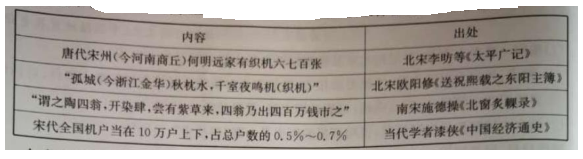 内容 出处
唐代宋州(今河南商丘)何明远家有织机六七百张 北宋李昉等《太平广记》
“孤城(今浙江金华)秋枕水,千室夜鸣机(织机)” 北宋欧阳修《送祝熙载之东阳主簿》
“谓之陶四翁,开染肆,尝有紫草来,四翁乃出四百万钱市之” 南宋施德操《北窗炙輠录》
宋代全国机户当在10万户上下,占总户数的0.5%~0.7% 当代学者漆侠《中国经济通史》